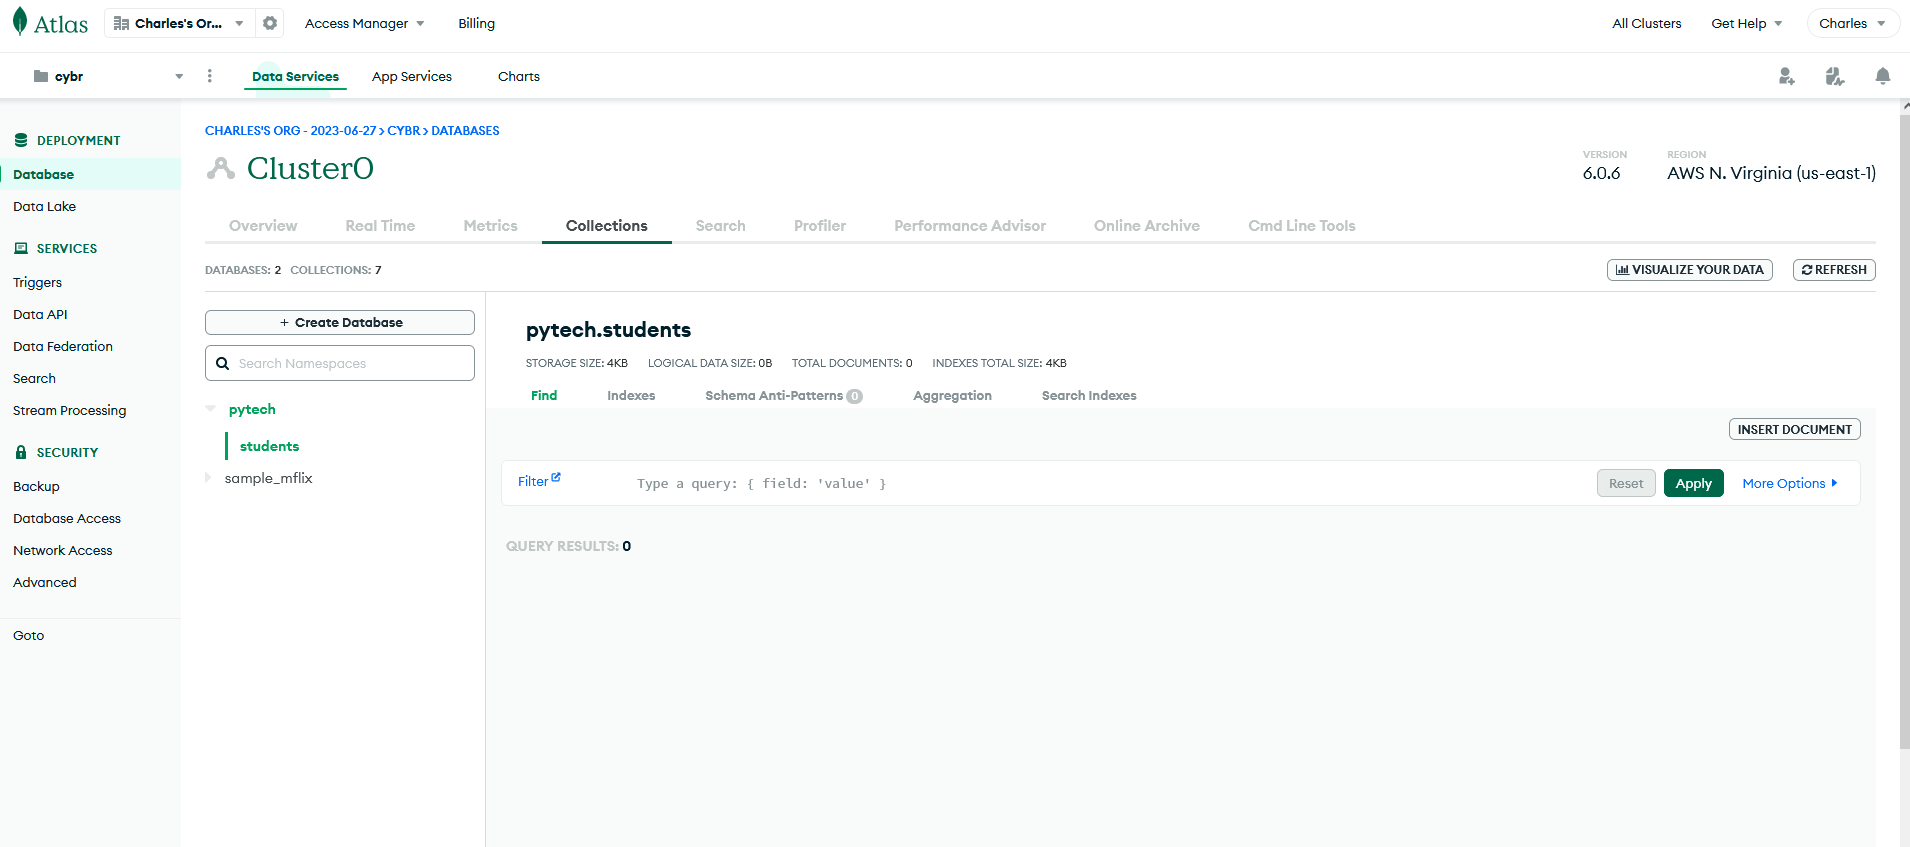 Atlas
Charles's Or...
Access Manager
Billing
All Clusters
Get Help
Charles
cybr
Data Services
App Services
Charts
DEPLOYMENT
Database
Data Lake
SERVICES
Triggers
Data API
Data Federation
Search
Stream Processing
SECURITY
Backup
Database Access
Network Access
Advanced
Goto
CHARLES'S ORG - 2023-06-27 > CYBR > DATABASES
Cluster0
VERSION
6.0.6
REGION
AWS N. Virginia (us-east-1)
Overview
Real Time
Metrics
Collections
Search
Profiler
Performance Advisor
Online Archive
Cmd Line Tools
DATABASES: 2 COLLECTIONS: 7
VISUALIZE YOUR DATA
REFRESH
+ Create Database
Search Namespaces
pytech
students
sample_mflix
pytech.students
STORAGE SIZE: 4KB LOGICAL DATA SIZE: 0B TOTAL DOCUMENTS: 0 INDEXES TOTAL SIZE: 4KB
Find
Indexes
Schema Anti-Patterns 0
Aggregation
Search Indexes
INSERT DOCUMENT
Filter
Type a query: { field: 'value' }
Reset
Apply
More Options
QUERY RESULTS: 0